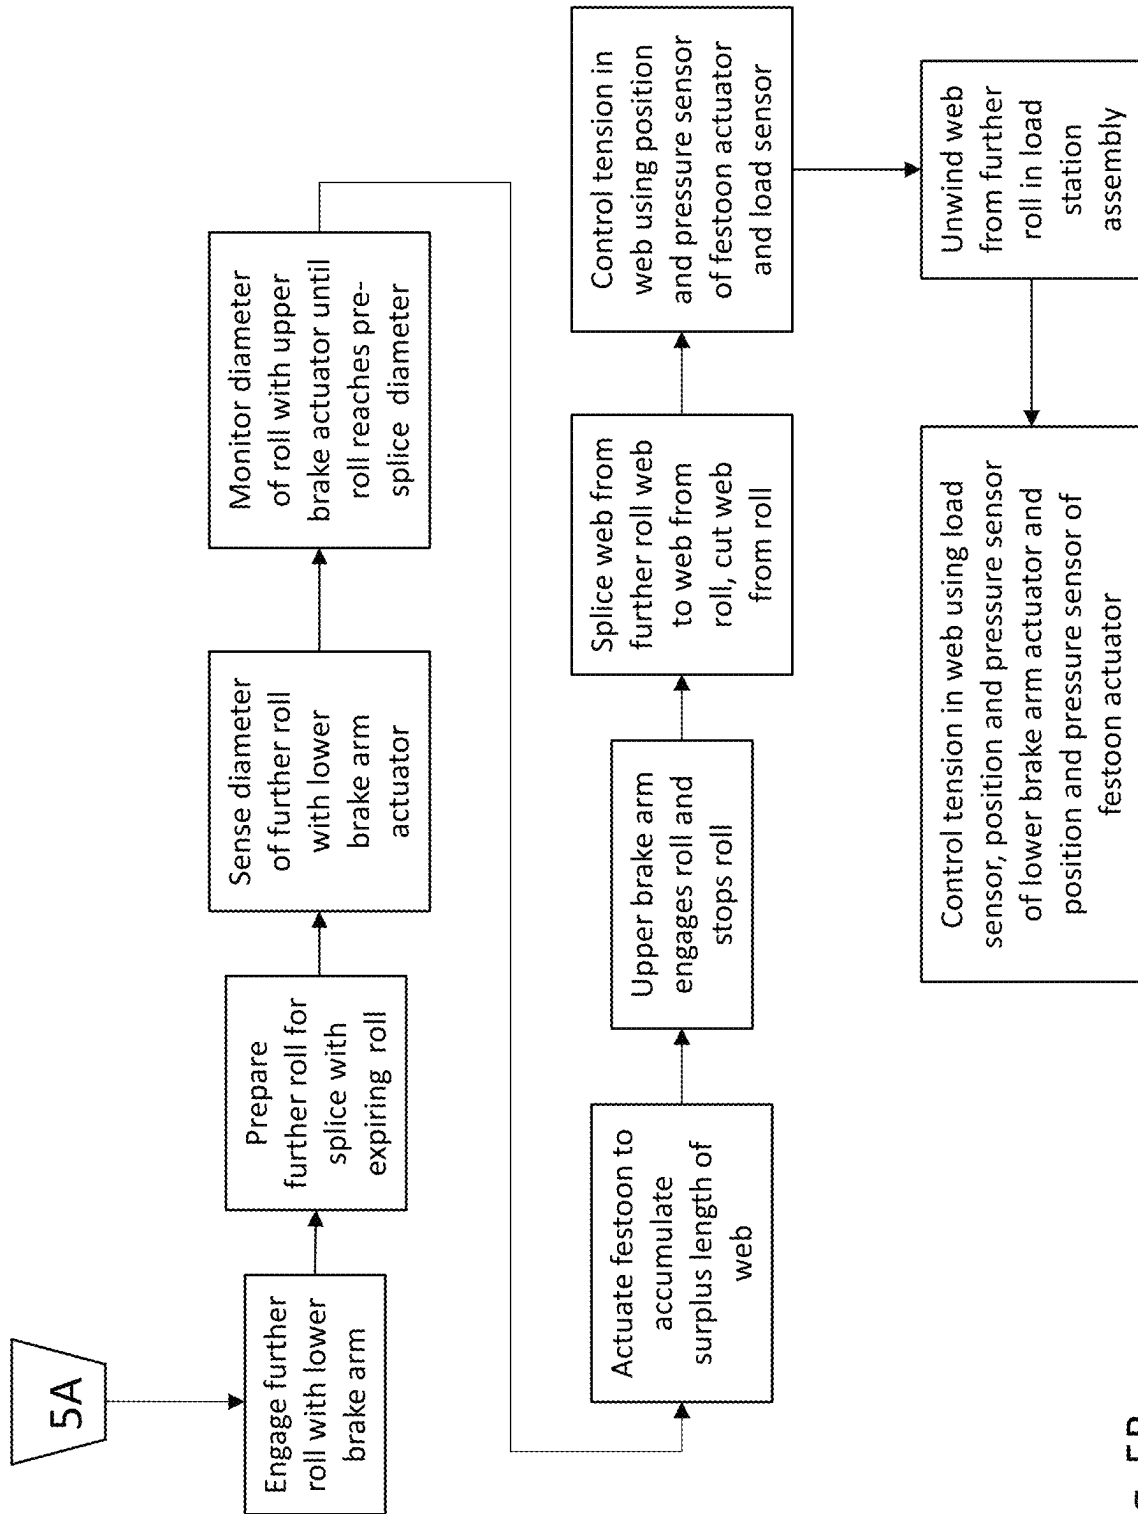 5A
Engage further
roll with lower
brake arm
Prepare
further roll for
splice with
expiring roll
Sense diameter
of further roll
with lower
brake arm
actuator
Monitor diameter
of roll with upper
brake actuator until
roll reaches pre-
splice diameter
Actuate festoon to
accumulate
surplus length of
web
Upper brake arm
engages roll and
stops roll
Splice web from
further roll web
to web from
roll, cut web
from roll
Control tension in
web using position
and pressure sensor
of festoon actuator
and load sensor
Unwind web
from further
roll in load
station
assembly
Control tension in web using load
sensor, position and pressure sensor
of lower brake arm actuator and
position and pressure sensor of
festoon actuator